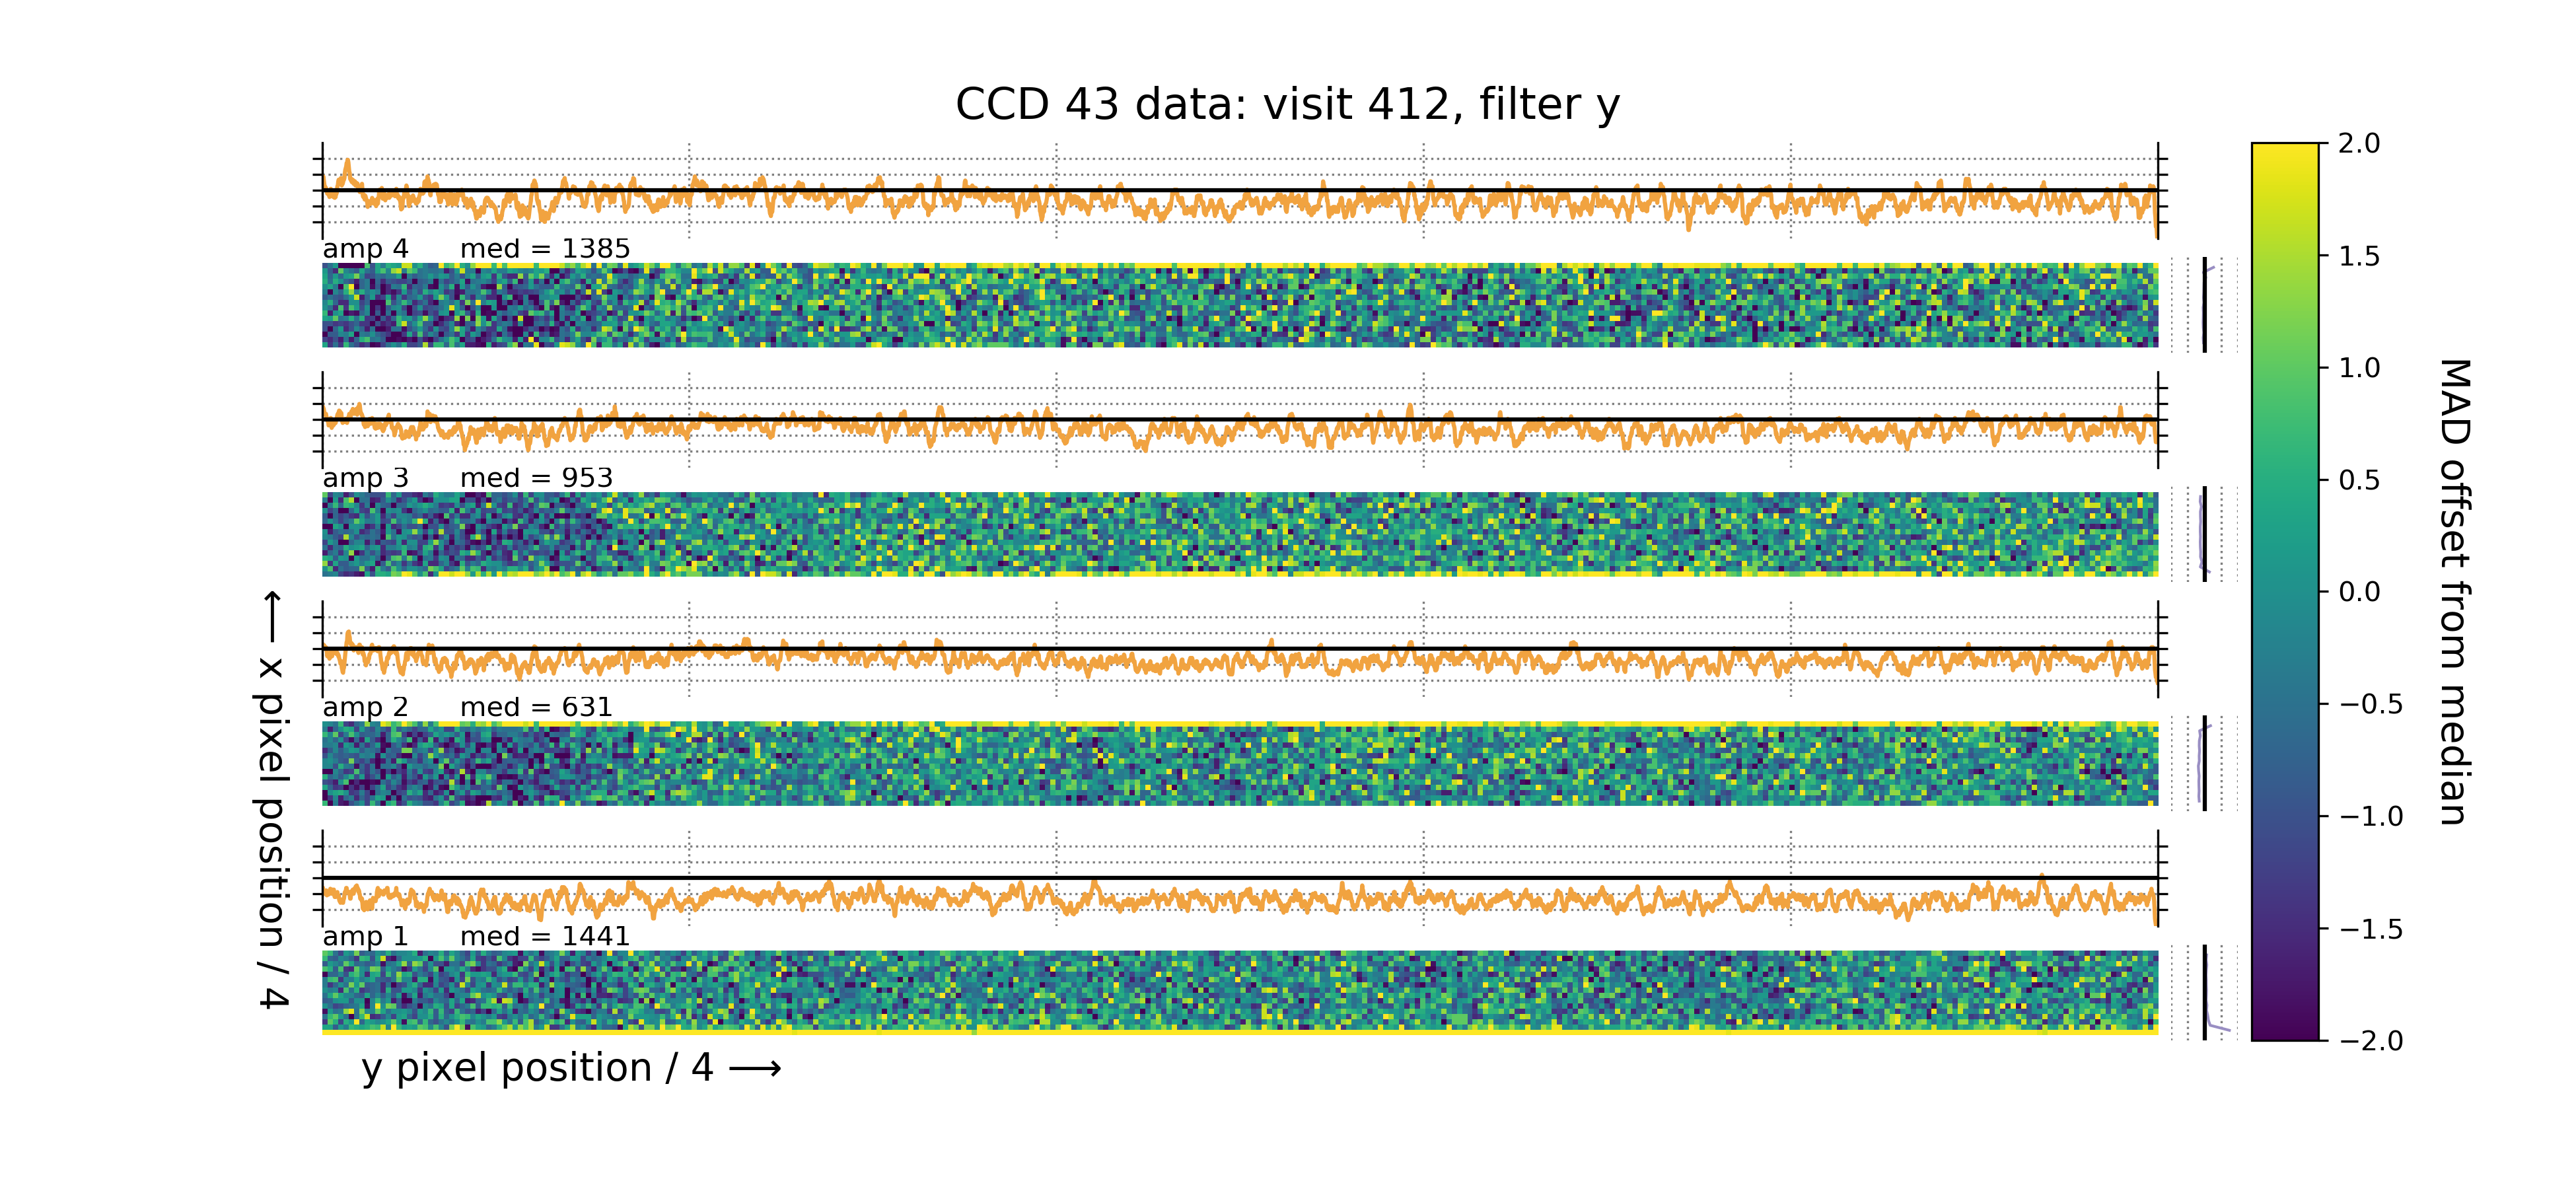 CCD 43 data: visit 412, filter y
amp 4 med = 1385
amp 3 med = 953
amp 2 med = 631
amp 1 med = 1441
y pixel position / 4 ⟶
⟵ x pixel position / 4
2.0
1.5
1.0
0.5
0.0
−0.5
−1.0
−1.5
−2.0
MAD offset from median